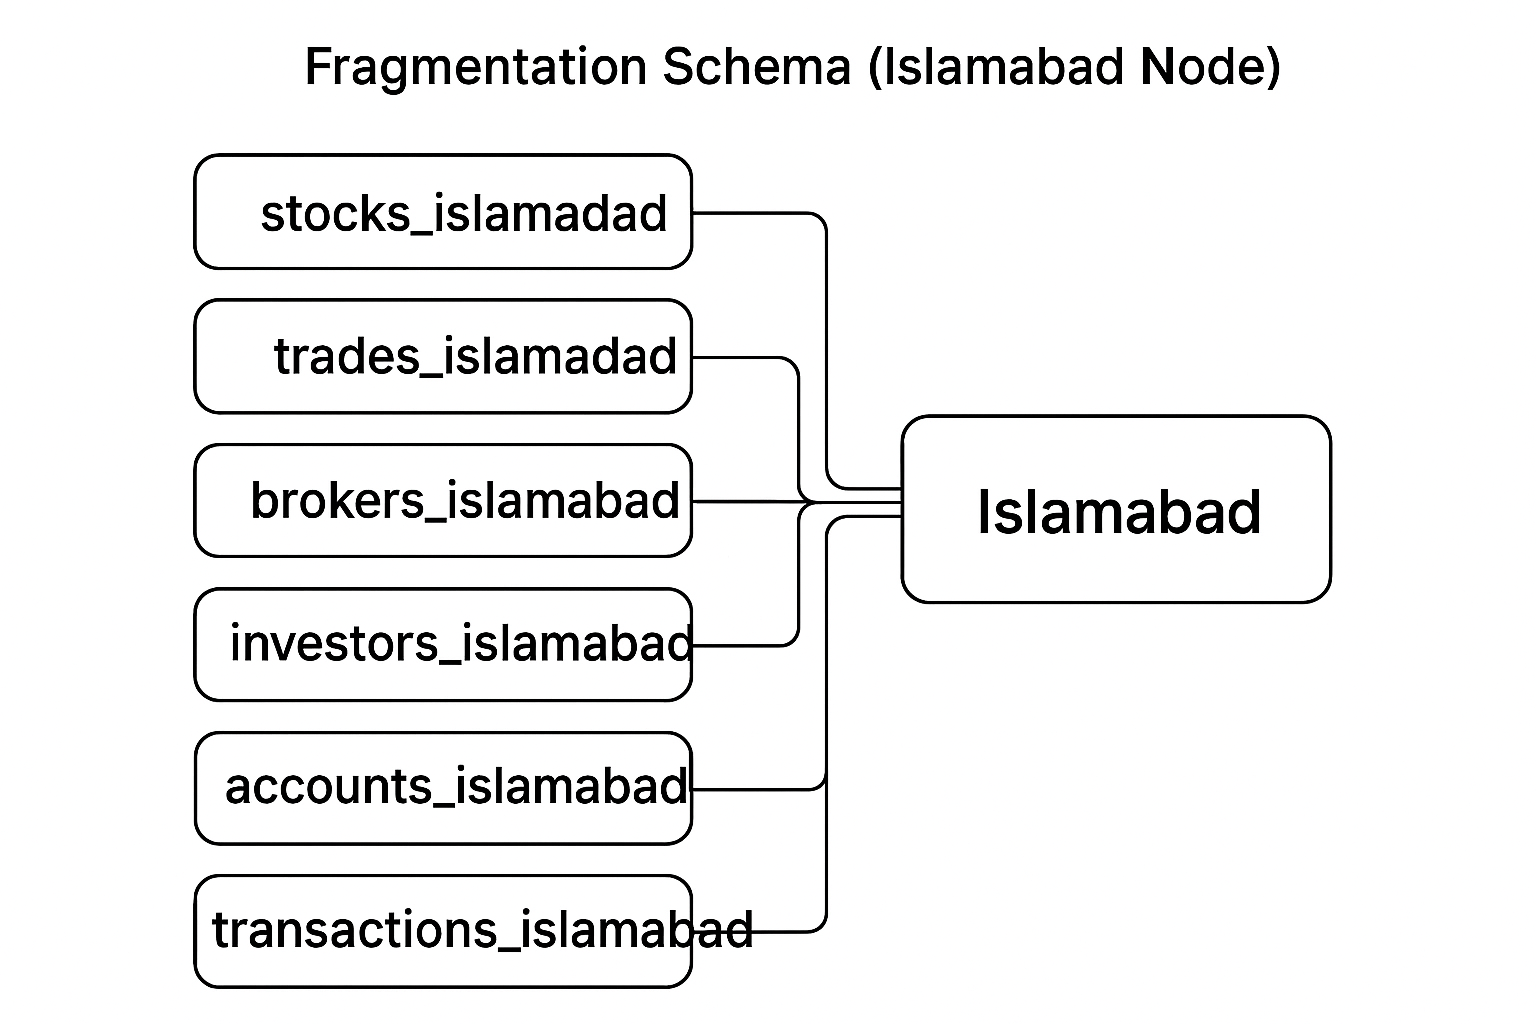 Fragmentation Schema (Islamabad Node)
stocks_islamadad
trades_islamadad
brokers_islamabad
investors_islamabad
accounts_islamabad
transactions_islamabad
Islamabad